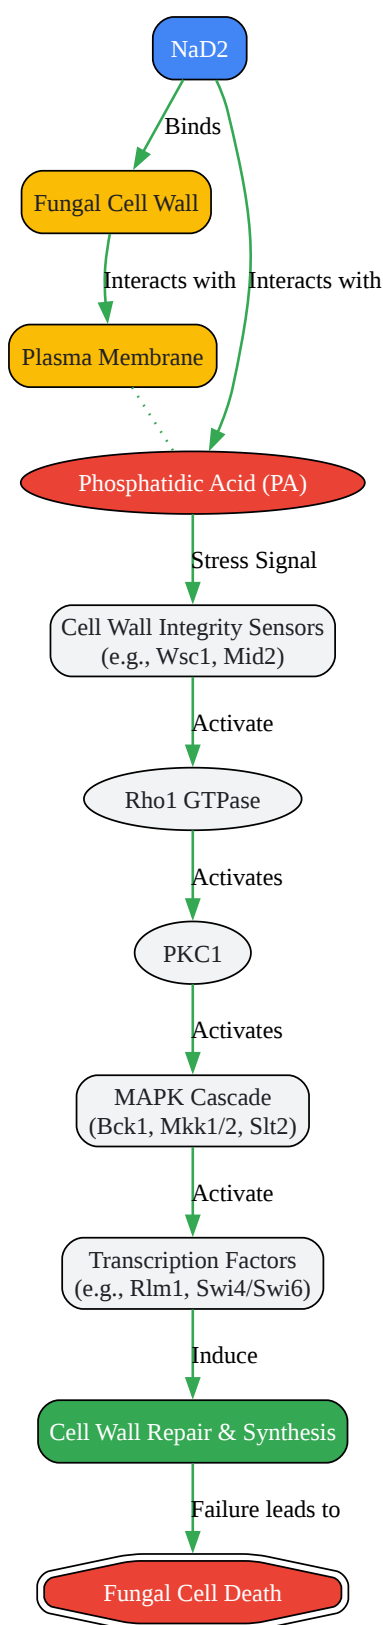 NaD2
Binds
Fungal Cell Wall
Interacts with
Interacts with
Plasma Membrane
Phosphatidic Acid (PA)
Stress Signal
Cell Wall Integrity Sensors
(e.g., Wsc1, Mid2)
Activate
Rho1 GTPase
Activates
PKC1
Activates
MAPK Cascade
(Bck1, Mkk1/2, Slt2)
Activate
Transcription Factors
(e.g., Rlm1, Swi4/Swi6)
Induce
Cell Wall Repair & Synthesis
Failure leads to
Fungal Cell Death